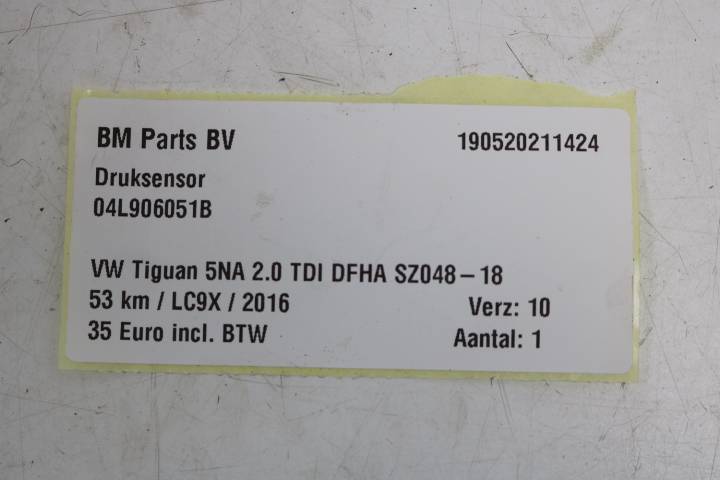 BM Parts BV 190520211424
Druksensor
04L906051B
VW Tiguan 5NA 2.0 TDI DFHA SZ048-18
53 km / LC9X / 2016 Verz: 10
35 Euro incl. BTW Aantal: 1